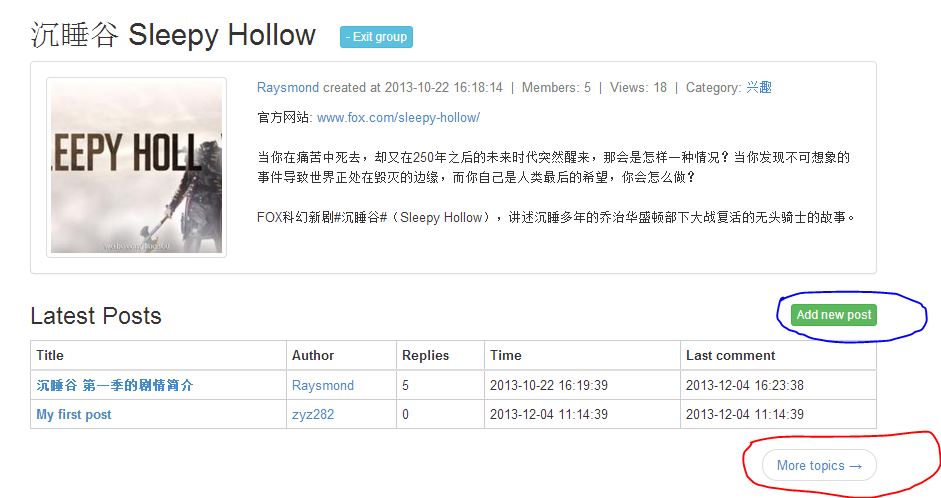 沉睡谷 Sleepy Hollow - Exit group
EEPY HOLL
Raysmond created at 2013-10-22 16:18:14 | Members: 5 | Views: 18 | Category: 兴趣
官方网站: www.fox.com/sleepy-hollow/
当你在痛苦中死去，却又在250年之后的未来时代突然醒来，那会是怎样一种情况？当你发现不可想象的
事件导致世界正处在毁灭的边缘，而你自己是人类最后的希望，你会怎么做？
FOX科幻新剧#沉睡谷#（Sleepy Hollow），讲述沉睡多年的乔治华盛顿部下大战复活的无头骑士的故事。
Latest Posts Add new post
Title Author Replies Time Last comment
沉睡谷 第一季的剧情简介 Raysmond 5 2013-10-22 16:19:39 2013-12-04 16:23:38
My first post zyz282 0 2013-12-04 11:14:39 2013-12-04 11:14:39
More topics →